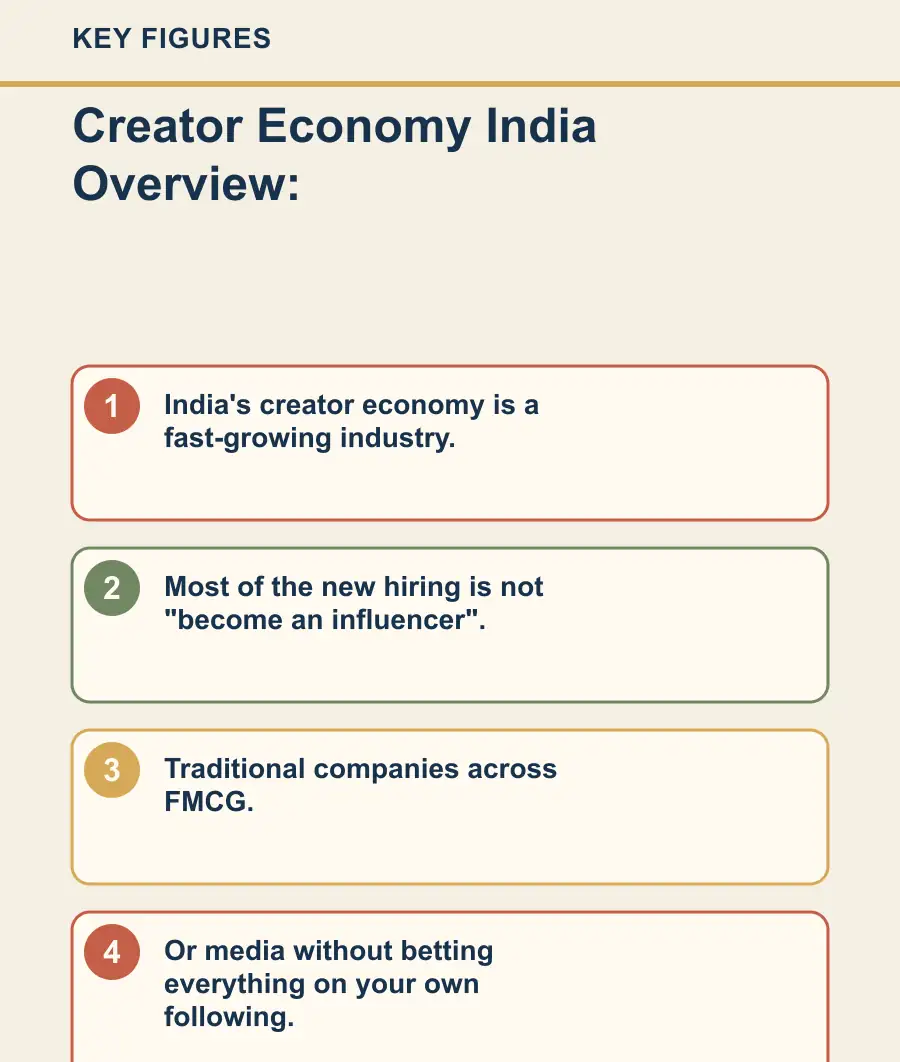 KEY FIGURES
Creator Economy India
Overview:
1
India's creator economy is a
fast-growing industry.
2
Most of the new hiring is not
"become an influencer".
3
Traditional companies across
FMCG.
4
Or media without betting
everything on your own
following.